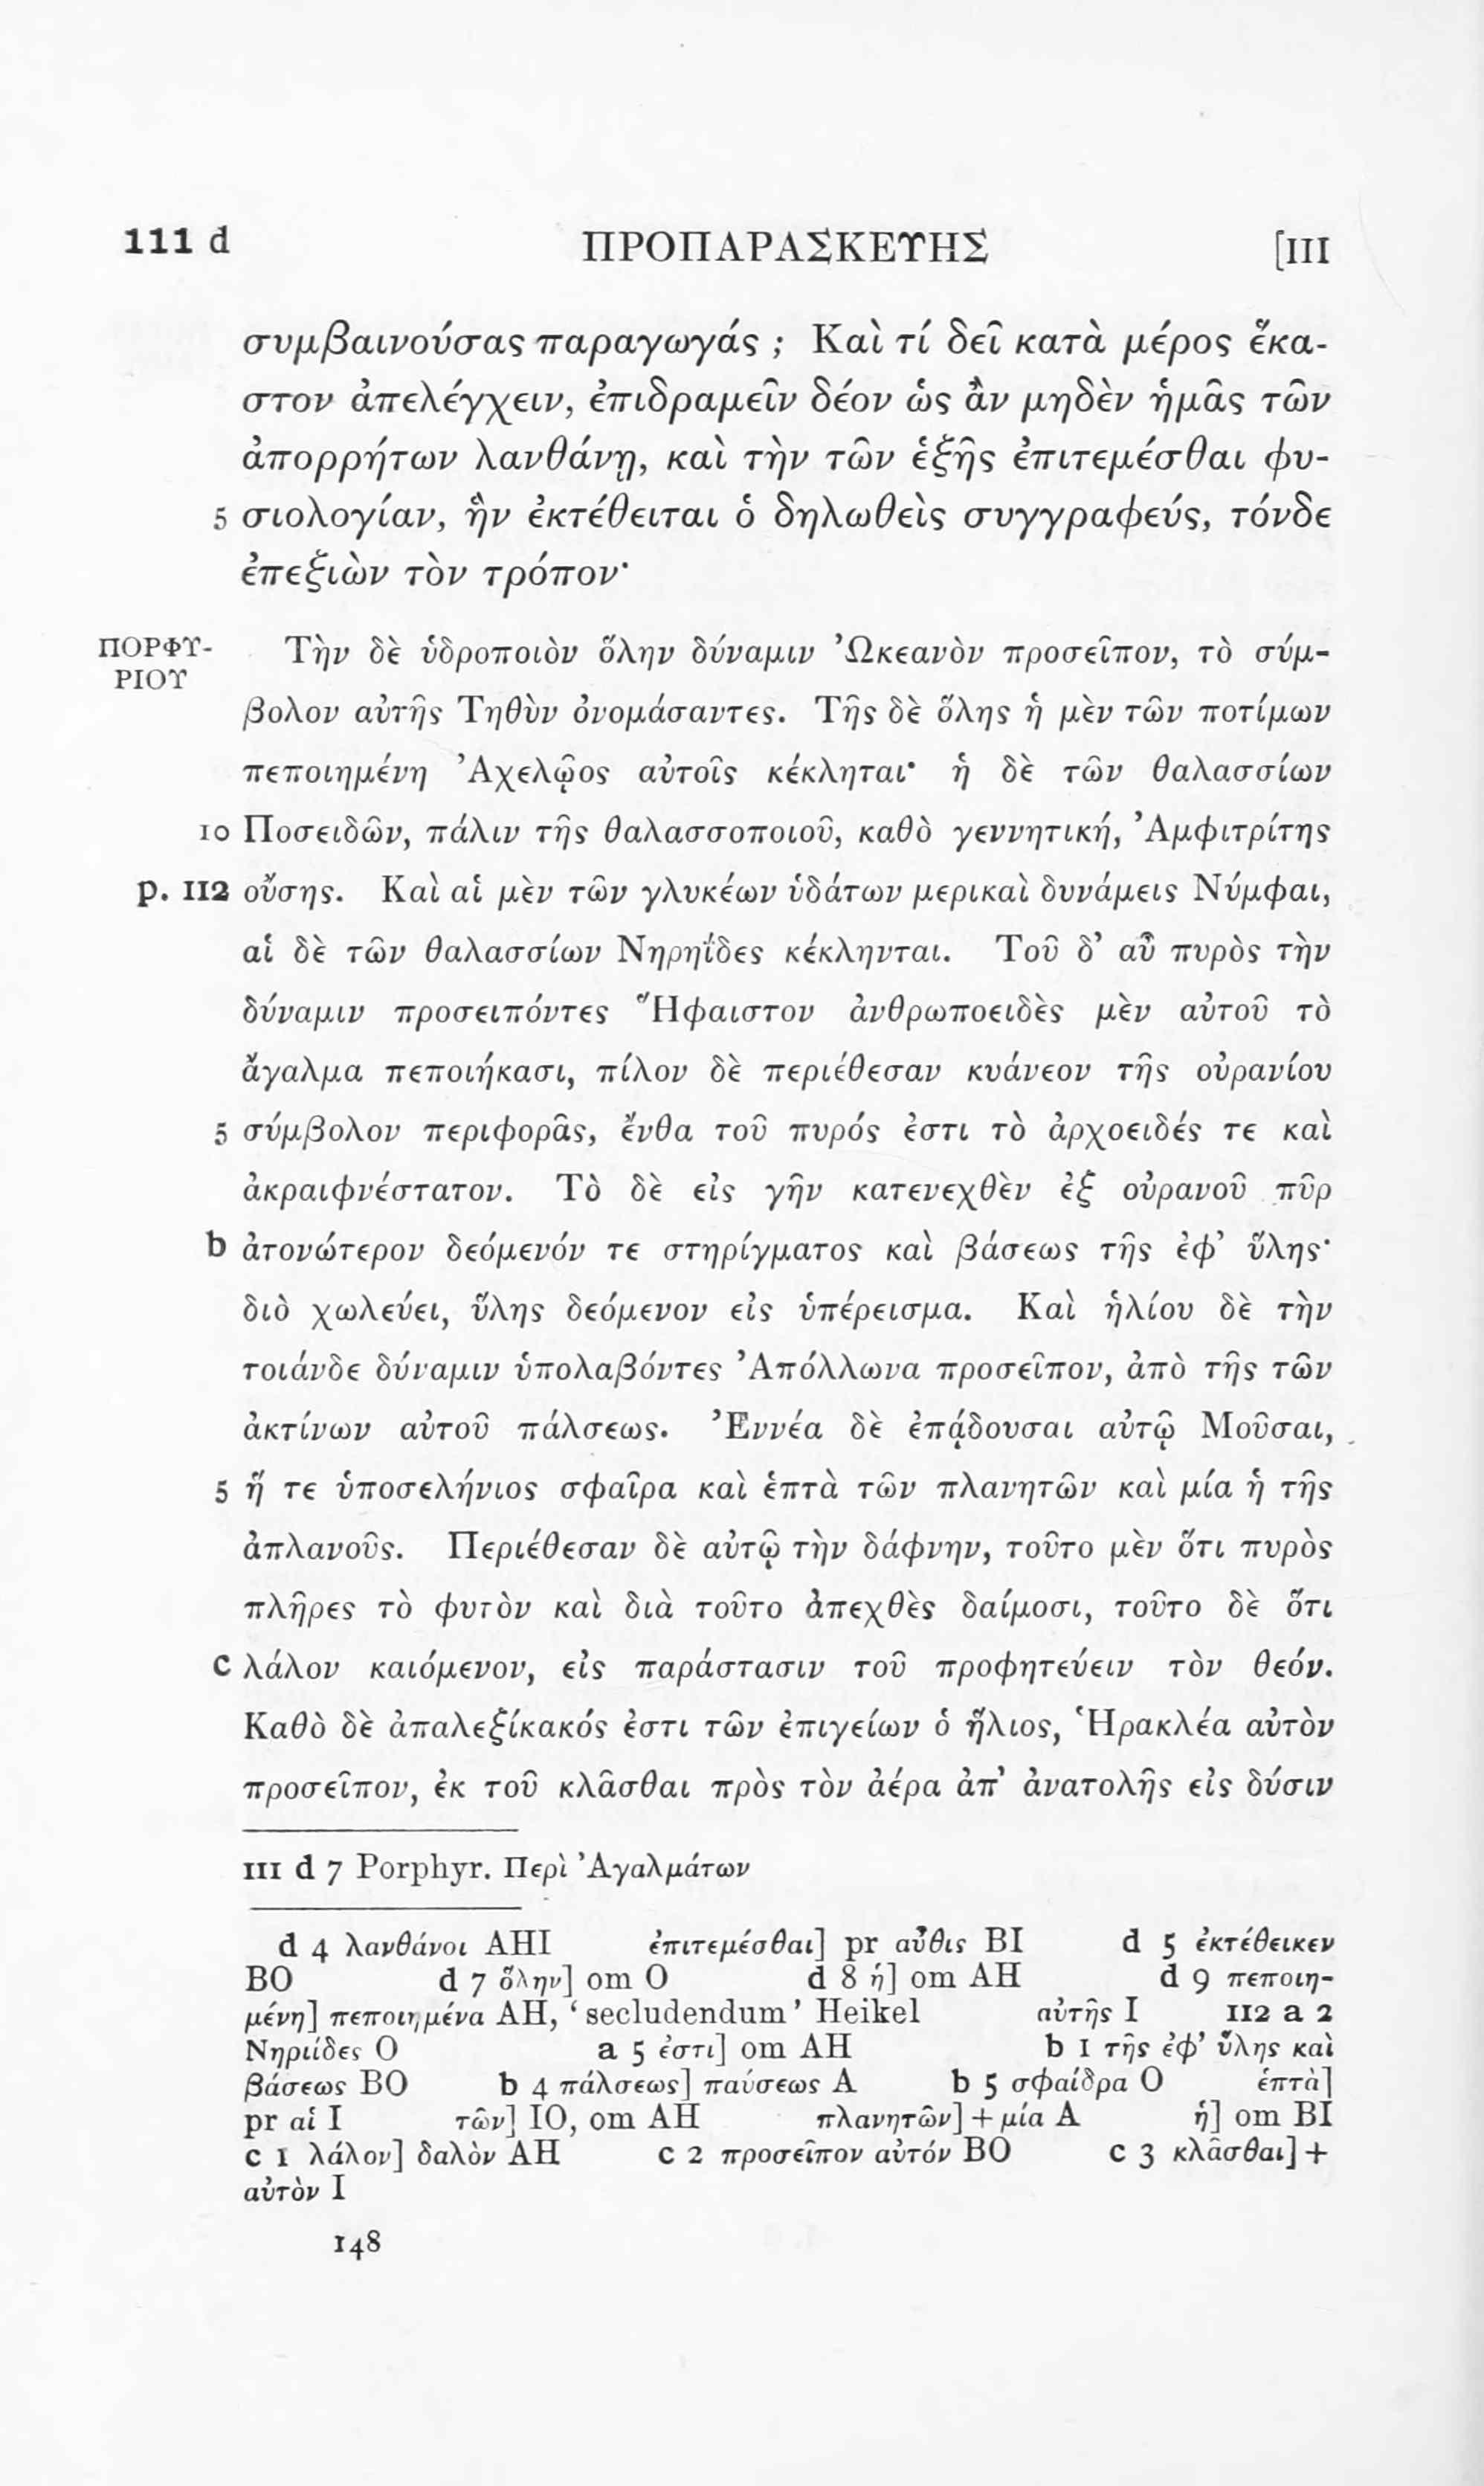 111 d ΠΡΟΠΑΡΑΣΚΕΥΗΣ [III
συμβαινούσας παραγωγάς ; Καὶ τί δεῖ κατὰ μέρος ἕκα-
στον ἀπελέγχειν, ἐπιδραμεῖν δέον ὡς ἂν μηδὲν ἡμᾶς τῶν
ἀπορρήτων λανθάνῃ, καὶ τὴν τῶν ἑξῆς ἐπιτεμέσθαι φυ-
5 σιολογίαν, ἣν ἐκτέθειται ὁ δηλωθεὶς συγγραφεύς, τόνδε
ἐπεξιὼν τὸν τρόπον·
ΠΟΡΦΥ-
ΡΙΟΥ
Τὴν δὲ ὑδροποιὸν ὅλην δύναμιν Ὠκεανὸν προσεῖπον, τὸ σύμ-
βολον αὐτῆς Τηθὺν ὀνομάσαντες. Τῆς δὲ ὅλης ἡ μὲν τῶν ποτίμων
πεποιημένη Ἀχελῷος αὐτοῖς κέκληται· ἡ δὲ τῶν θαλασσίων
10 Ποσειδῶν, πάλιν τῆς θαλασσοποιοῦ, καθὸ γεννητική, Ἀμφιτρίτης
p. 112 οὔσης. Καὶ αἱ μὲν τῶν γλυκέων ὑδάτων μερικαὶ δυνάμεις Νύμφαι,
αἱ δὲ τῶν θαλασσίων Νηρηΐδες κέκληνται. Τοῦ δ’ αὖ πυρὸς τὴν
δύναμιν προσειπόντες Ἥφαιστον ἀνθρωποειδὲς μὲν αὐτοῦ τὸ
ἄγαλμα πεποιήκασι, πίλον δὲ περιέθεσαν κυάνεον τῆς οὐρανίου
5 σύμβολον περιφορᾶς, ἔνθα τοῦ πυρός ἐστι τὸ ἀρχοειδές τε καὶ
ἀκραιφνέστατον. Τὸ δὲ εἰς γῆν κατενεχθὲν ἐξ οὐρανοῦ πῦρ
b ἀτονώτερον δεόμενόν τε στηρίγματος καὶ βάσεως τῆς ἐφ’ ὕλης·
διὸ χωλεύει, ὕλης δεόμενον εἰς ὑπέρεισμα. Καὶ ἡλίου δὲ τὴν
τοιάνδε δύναμιν ὑπολαβόντες Ἀπόλλωνα προσεῖπον, ἀπὸ τῆς τῶν
ἀκτίνων αὐτοῦ πάλσεως. Ἐννέα δὲ ἐπᾴδουσαι αὐτῷ Μοῦσαι,
5 ἥ τε ὑποσελήνιος σφαῖρα καὶ ἑπτὰ τῶν πλανητῶν καὶ μία ἡ τῆς
ἀπλανοῦς. Περιέθεσαν δὲ αὐτῷ τὴν δάφνην, τοῦτο μὲν ὅτι πυρὸς
πλῆρες τὸ φυτὸν καὶ διὰ τοῦτο ἀπεχθὲς δαίμοσι, τοῦτο δὲ ὅτι
c λάλον καιόμενον, εἰς παράστασιν τοῦ προφητεύειν τὸν θεόν.
Καθὸ δὲ ἀπαλεξίκακός ἐστι τῶν ἐπιγείων ὁ ἥλιος, Ἡρακλέα αὐτὸν
προσεῖπον, ἐκ τοῦ κλᾶσθαι πρὸς τὸν ἀέρα ἀπ’ ἀνατολῆς εἰς δύσιν
111 d 7 Porphyr. Περὶ Ἀγαλμάτων
d 4 λανθάνοι AHI ἐπιτεμέσθαι] pr αὖθις BI d 5 ἐκτέθεικεν
BO d 7 ὅλην] om O d 8 ἡ] om AH d 9 πεποιη-
μένη] πεποιημένα AH, ‘secludendum’ Heikel αὐτῆς I 112 a 2
Νηριίδες O a 5 ἐστι] om AH b 1 τῆς ἐφ’ ὕλης καὶ
βάσεως BO b 4 πάλσεως] παύσεως A b 5 σφαίδρα O ἑπτὰ]
pr αἱ I τῶν] IO, om AH πλανητῶν] + μία A ἡ] om BI
c 1 λάλον] δαλὸν AH c 2 προσεῖπον αὐτόν BO c 3 κλᾶσθαι] +
αὐτὸν I
148